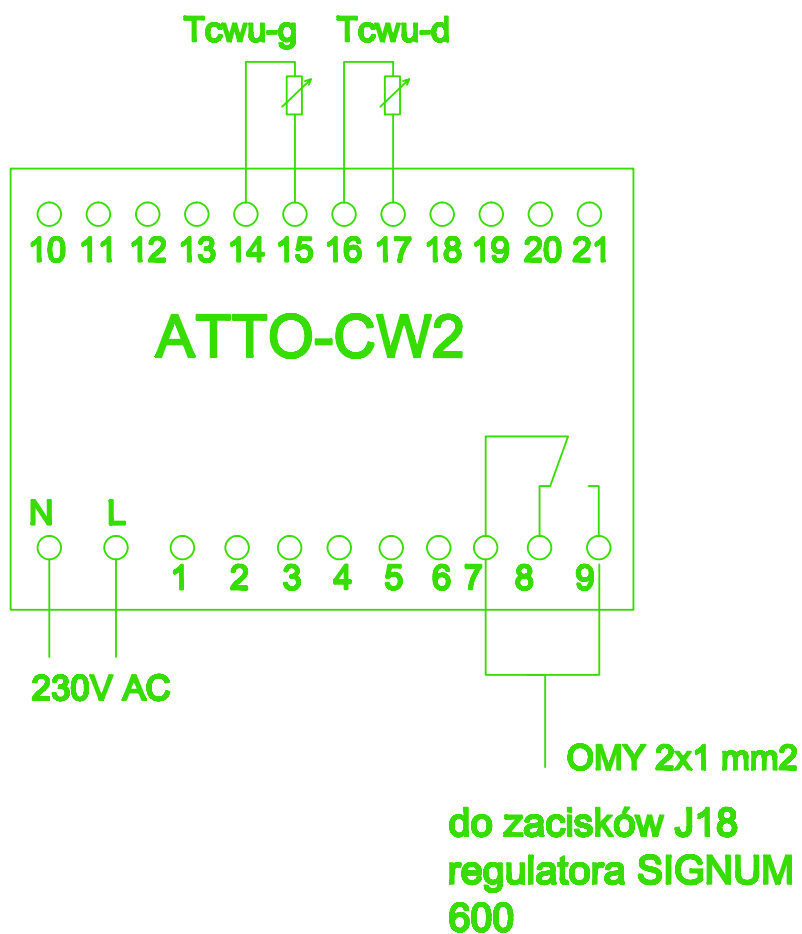 Tcwu-g Tcwu-d
10 11 12 13 14 15 16 17 18 19 20 21
ATTO-CW2
N L
1 2 3 4 5 6 7 8 9
230V AC
OMY 2x1 mm2
do zacisków J18
regulatora SIGNUM
600